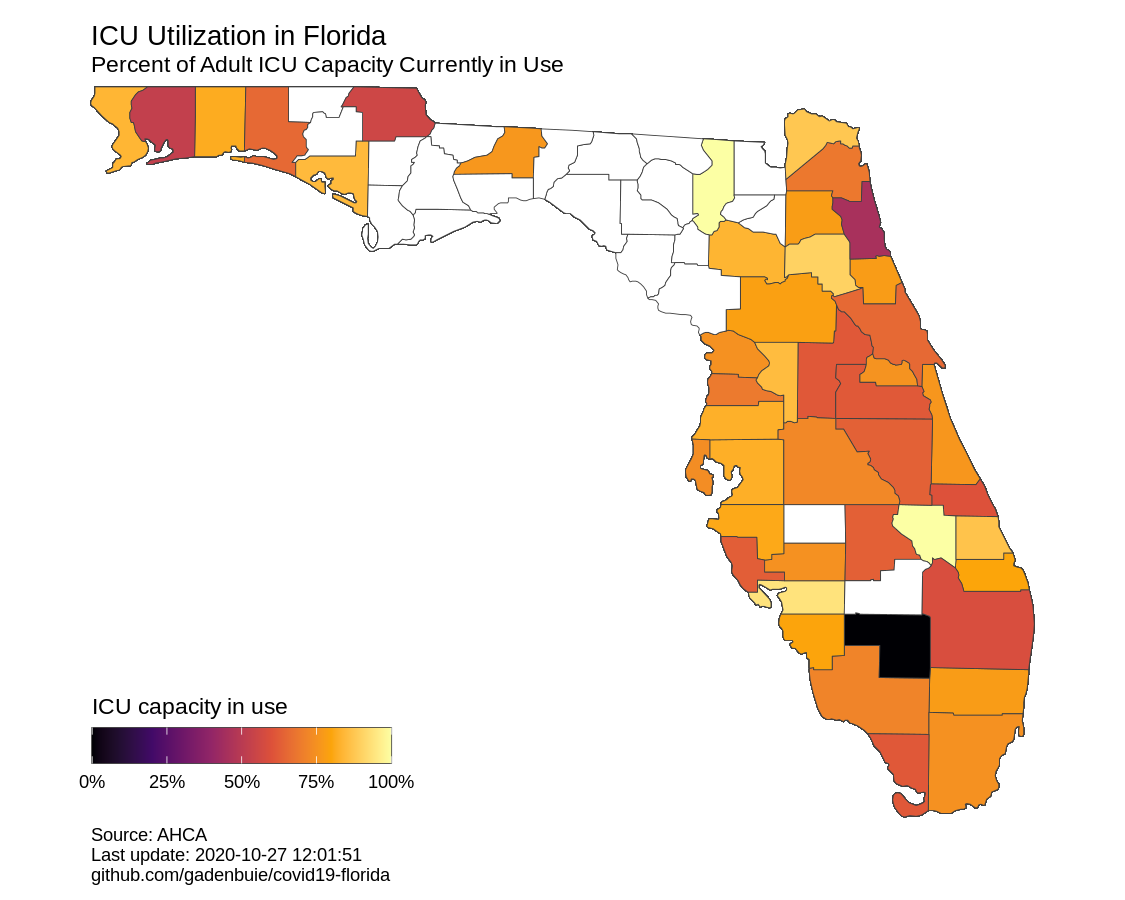 ICU Utilization in Florida
Percent of Adult ICU Capacity Currently in Use
ICU capacity in use
0% 25% 50% 75% 100%
Source: AHCA
Last update: 2020-10-27 12:01:51
github.com/gadenbuie/covid19-florida